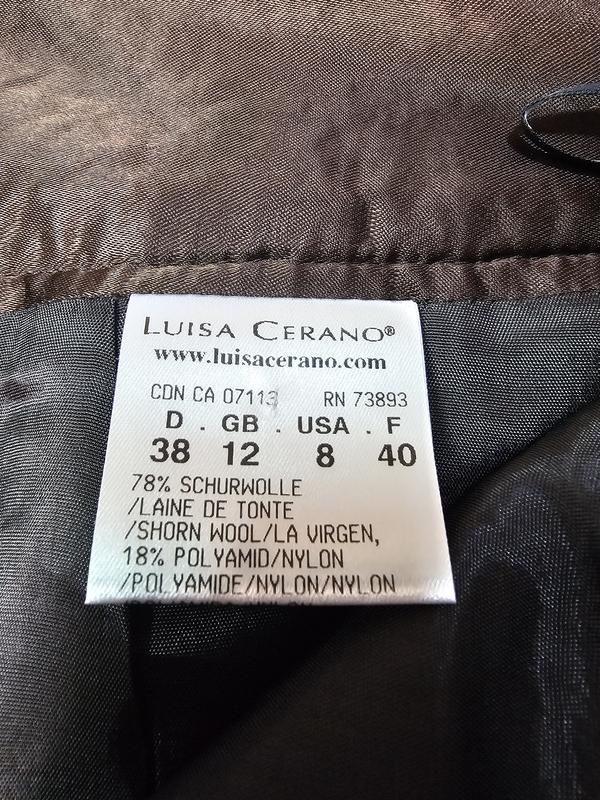 LUISA CERANO®
www.luisacerano.com
CDN CA 07113 RN 73893
D . GB . USA . F
38 12 8 40
78% SCHURWOLLE
/LAINE DE TONTE
/SHORN WOOL/LA VIRGEN,
18% POLYAMID/NYLON
/POLYAMIDE/NYLON/NYLON